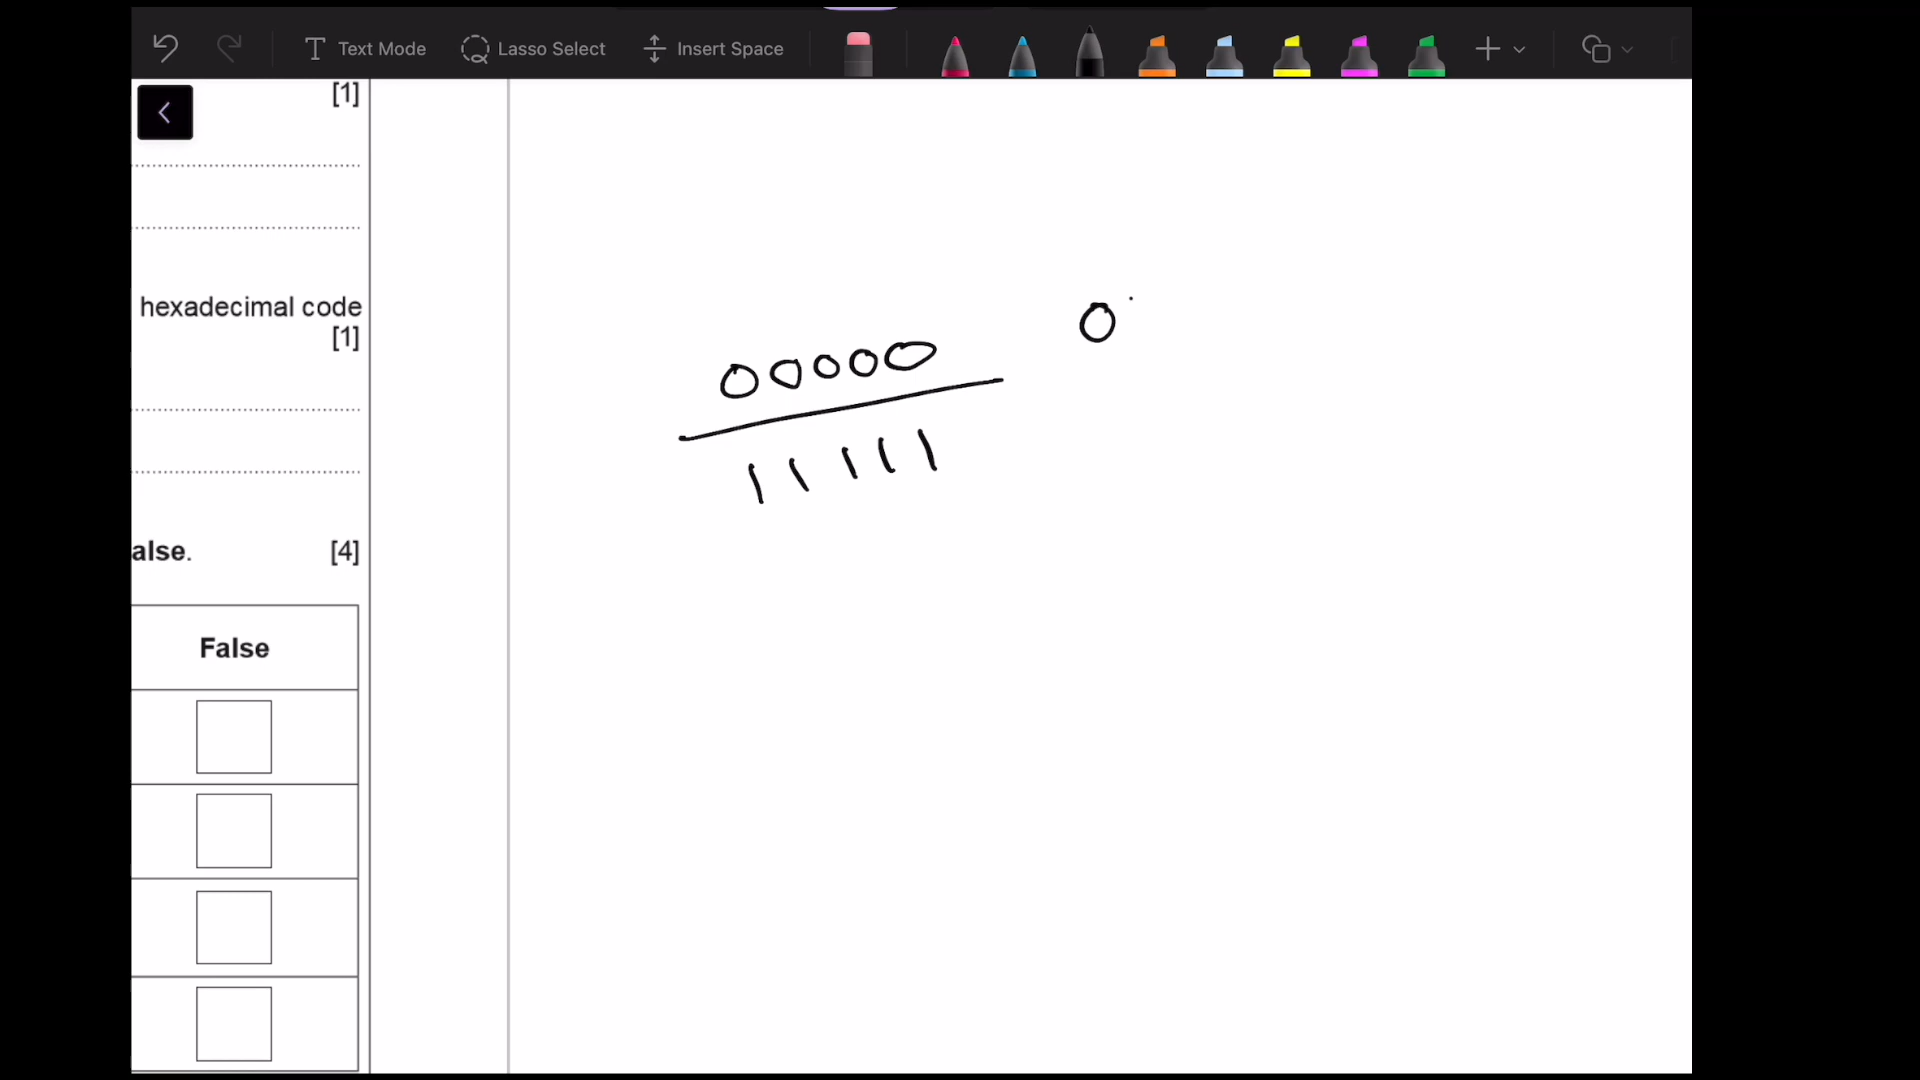 Text Mode Lasso Select Insert Space
[1]
hexadecimal code
[1]
alse. [4]
False
0
00000
11111